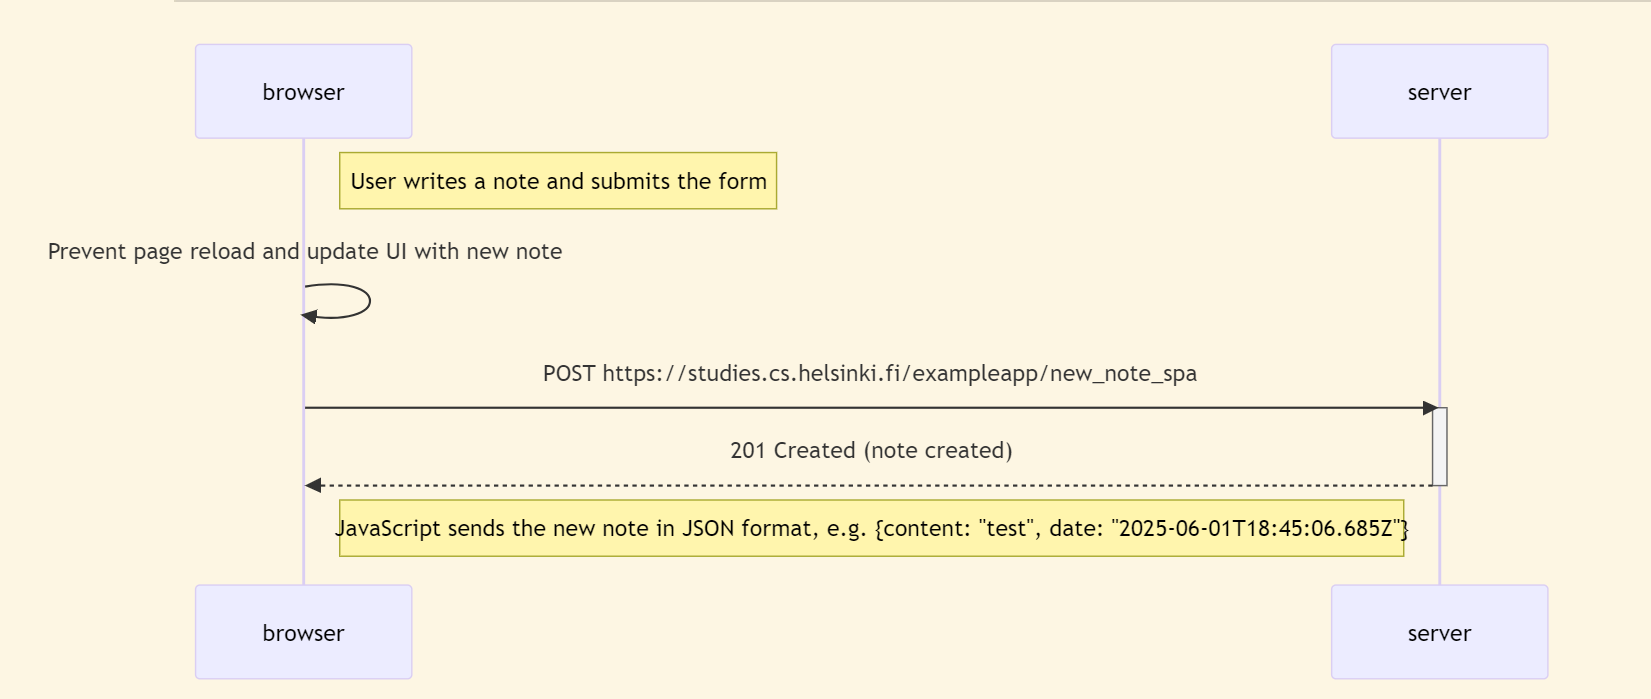 browser
server
User writes a note and submits the form
Prevent page reload and update UI with new note
POST https://studies.cs.helsinki.fi/exampleapp/new_note_spa
201 Created (note created)
JavaScript sends the new note in JSON format, e.g. {content: "test", date: "2025-06-01T18:45:06.685Z"}
browser
server